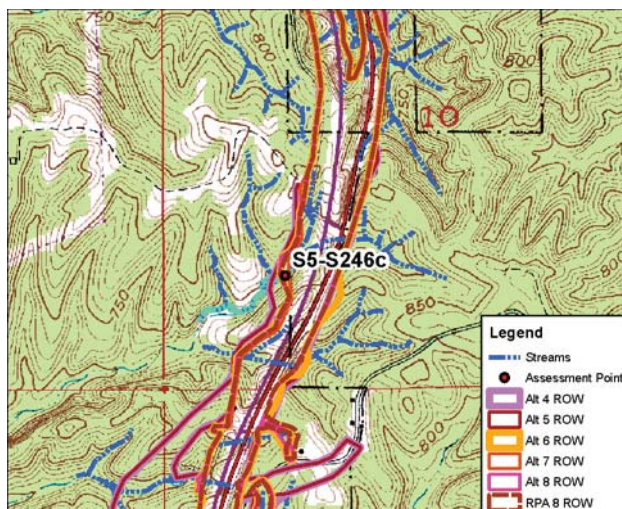 800
10
800
S5-S246c
750
850
800
800
Legend
Streams
Assessment Point
Alt 4 ROW
Alt 5 ROW
Alt 6 ROW
Alt 7 ROW
Alt 8 ROW
RPA 8 ROW